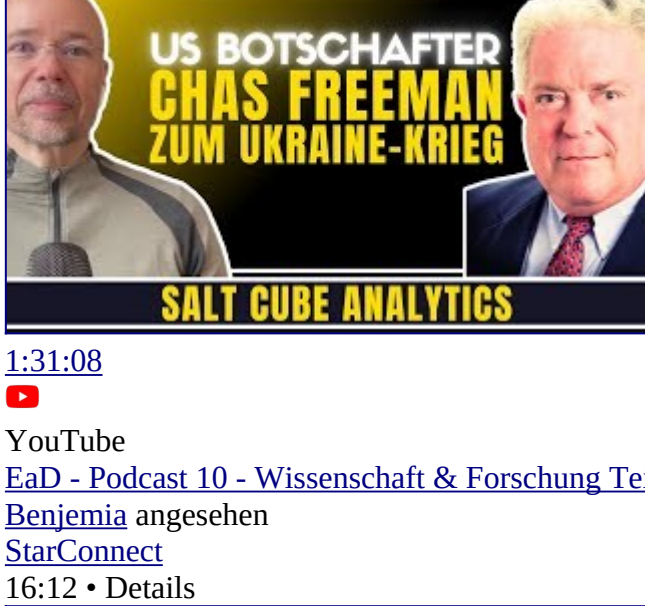 US BOTSCHAFTER
CHAS FREEMAN
ZUM UKRAINE-KRIEG
SALT CUBE ANALYTICS
1:31:08
YouTube
EaD - Podcast 10 - Wissenschaft & Forschung
Benjemia angesehen
StarConnect
16:12 • Details